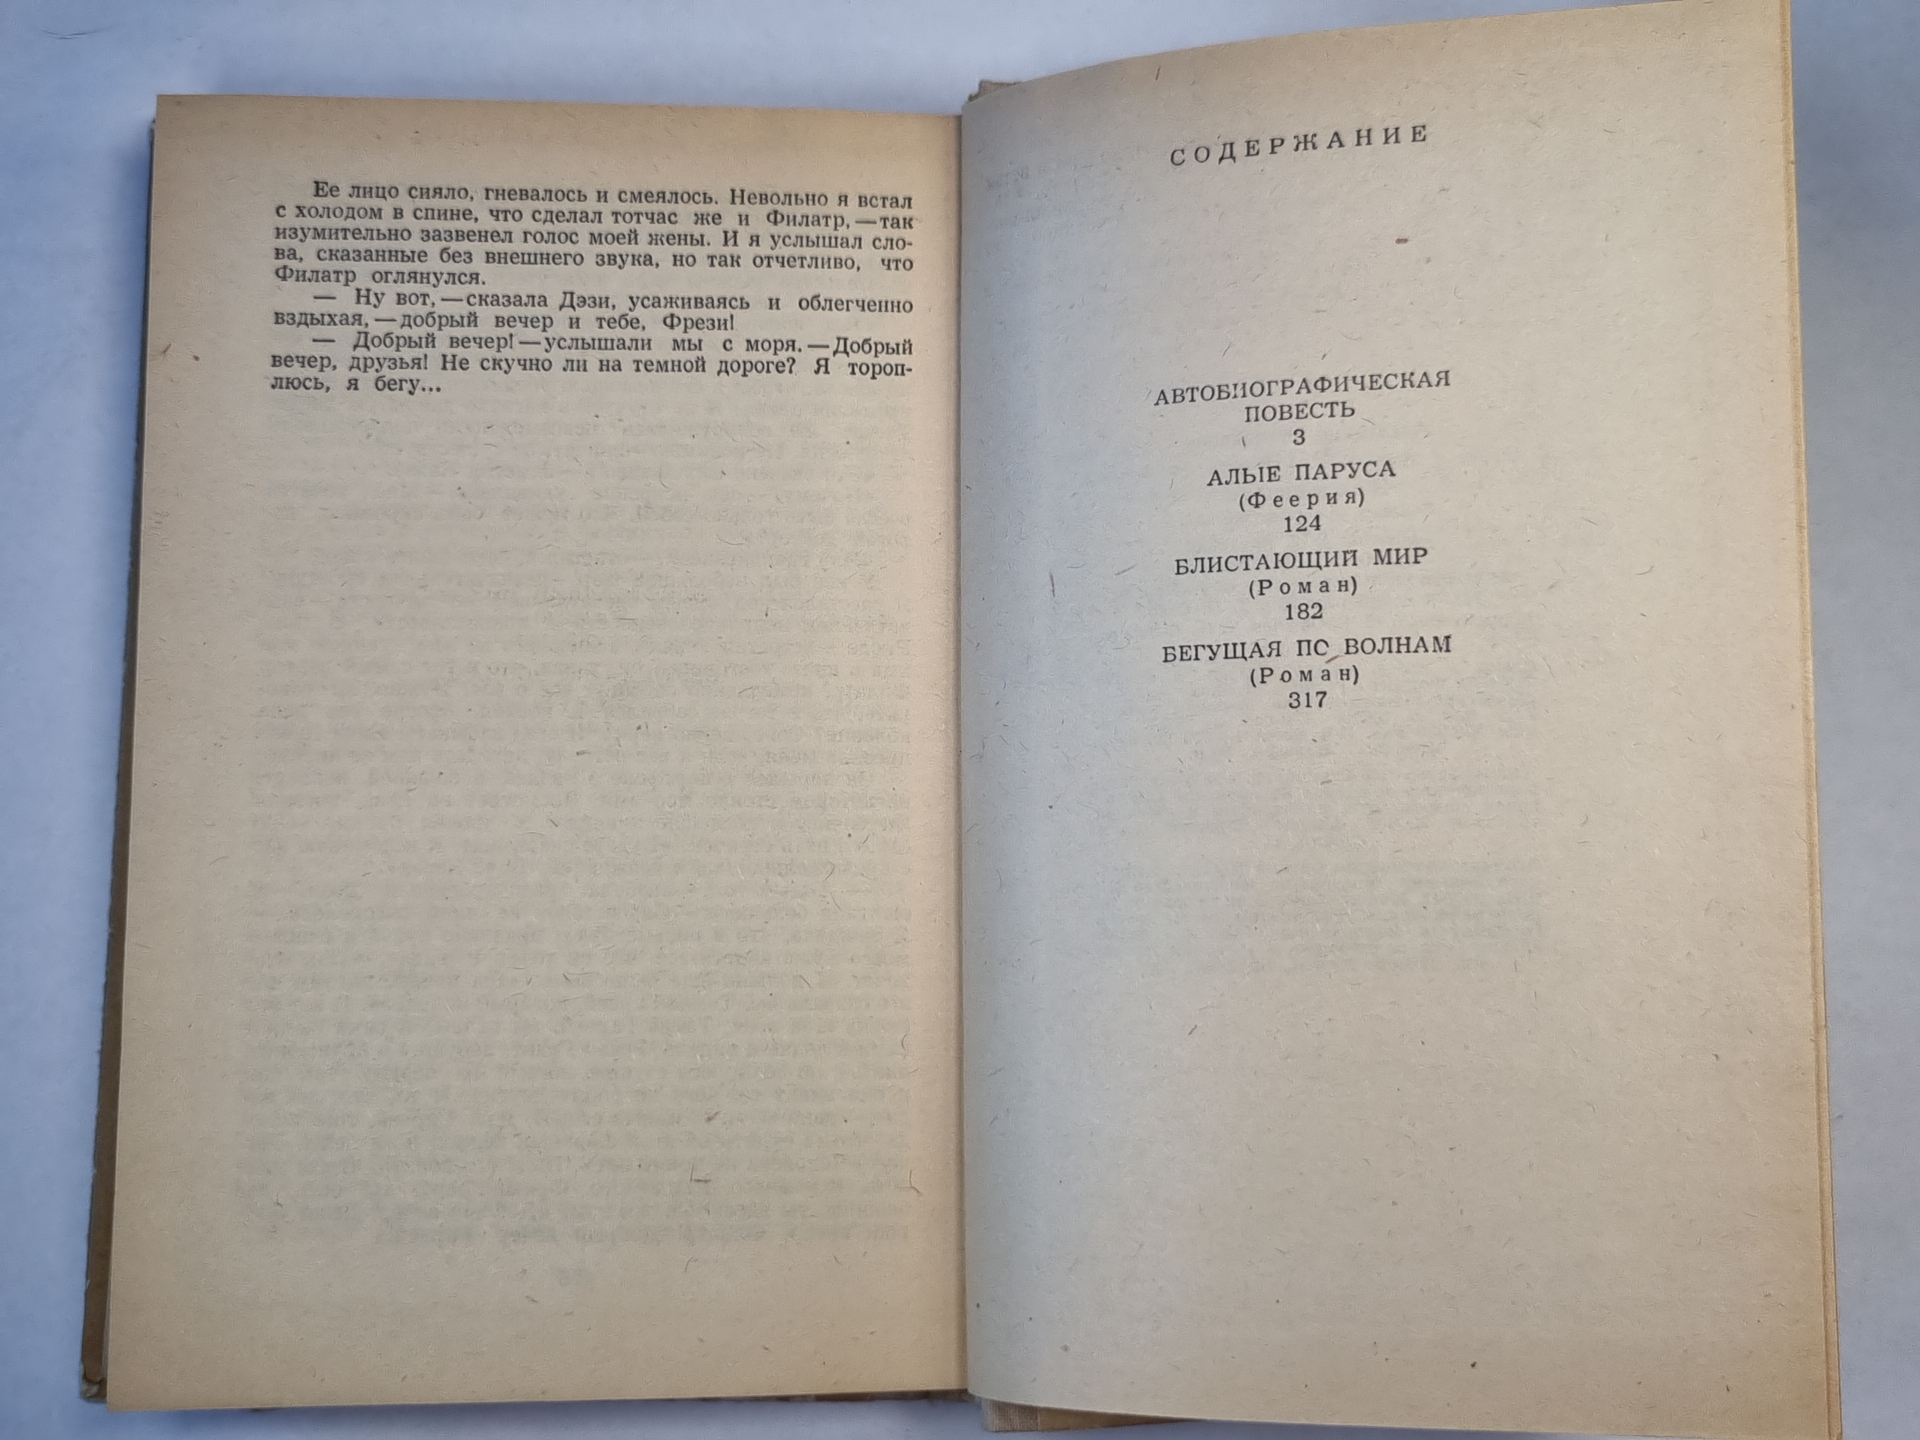 Ее лицо сияло, гневалось и смеялось. Невольно я встал
с холодом в спине, что сделал тотчас же и Филатр, — так
изумительно зазвенел голос моей жены. И я услышал сло-
ва, сказанные без внешнего звука, но так отчетливо, что
Филатр оглянулся.
— Ну вот, — сказала Дэзи, усаживаясь и облегченно
вздыхая, — добрый вечер и тебе, Фрези!
— Добрый вечер! — услышали мы с моря. — Добрый
вечер, друзья! Не скучно ли на темной дороге? Я тороп-
люсь, я бегу...
СОДЕРЖАНИЕ
АВТОБИОГРАФИЧЕСКАЯ
ПОВЕСТЬ
3
АЛЫЕ ПАРУСА
(Феерия)
124
БЛИСТАЮЩИЙ МИР
(Роман)
182
БЕГУЩАЯ ПО ВОЛНАМ
(Роман)
317